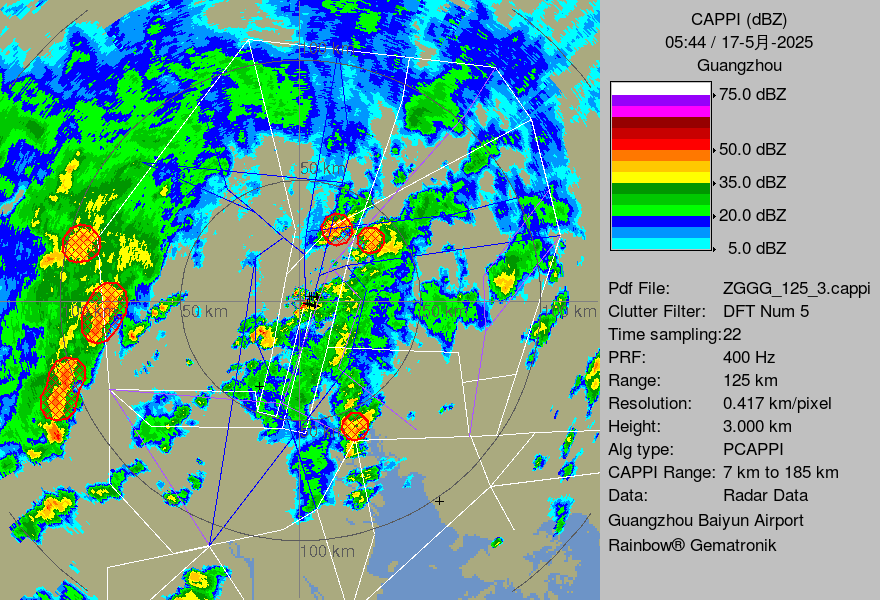 CAPPI (dBZ)
05:44 / 17-5月-2025
Guangzhou
75.0 dBZ
50.0 dBZ
35.0 dBZ
20.0 dBZ
5.0 dBZ
Pdf File: ZGGG_125_3.cappi
Clutter Filter: DFT Num 5
Time sampling:22
PRF: 400 Hz
Range: 125 km
Resolution: 0.417 km/pixel
Height: 3.000 km
Alg type: PCAPPI
CAPPI Range: 7 km to 185 km
Data: Radar Data
Guangzhou Baiyun Airport
Rainbow® Gematronik
50 km
50 km
50 km
100 km